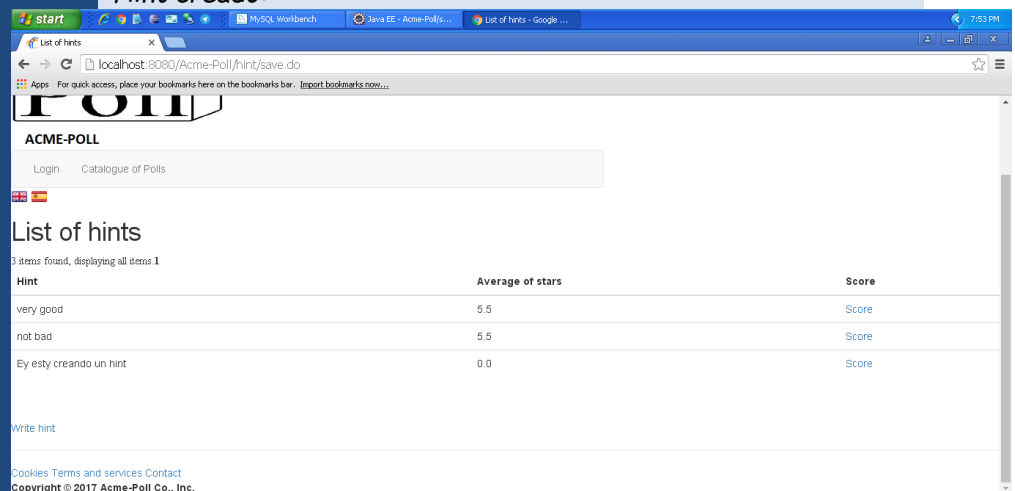 start MySQL Workbench Java EE - Acme-Poll/s... List of hints - Google ... 7:53 PM
List of hints
localhost:8080/Acme-Poll/hint/save.do
Apps For quick access, place your bookmarks here on the bookmarks bar. Import bookmarks now...
Poll
ACME-POLL
Login Catalogue of Polls
List of hints
3 items found, displaying all items.1
Hint Average of stars Score
very good 5.5 Score
not bad 5.5 Score
Ey esty creando un hint 0.0 Score
Write hint
Cookies Terms and services Contact
Copyright © 2017 Acme-Poll Co., Inc.